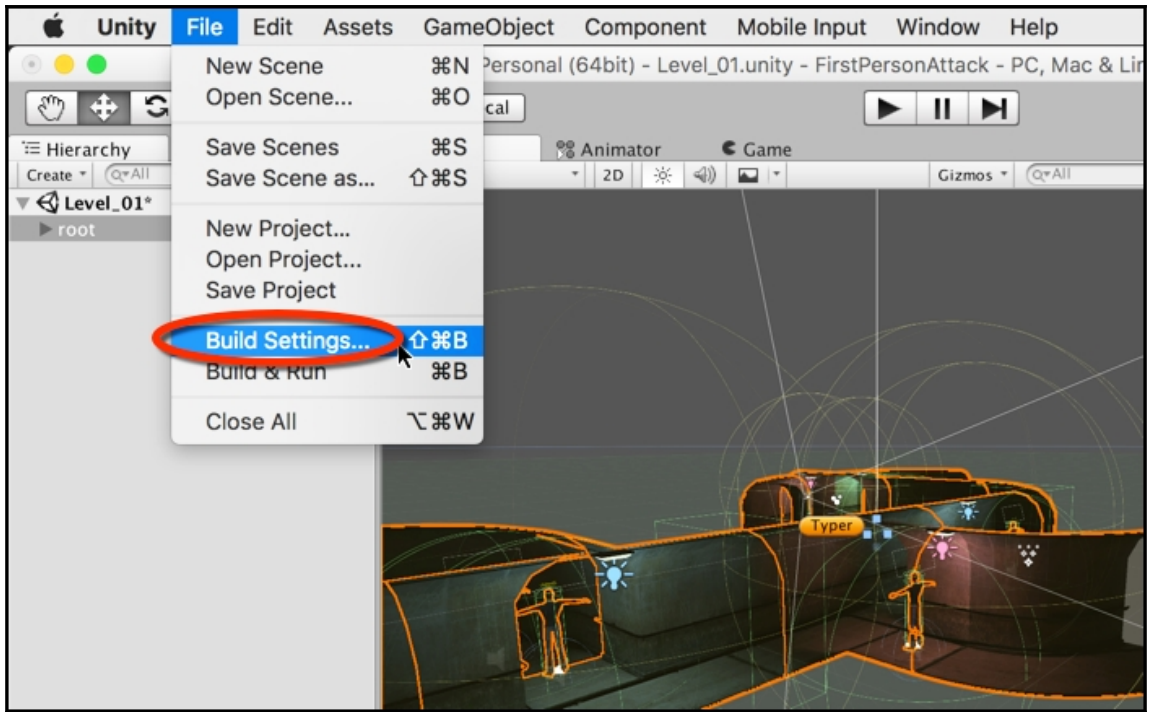 Unity File Edit Assets GameObject Component Mobile Input Window Help
Personal (64bit) - Level_01.unity - FirstPersonAttack - PC, Mac & Lin
New Scene ⌘N
Open Scene... ⌘O
Save Scenes ⌘S
Save Scene as... ⇧⌘S
New Project...
Open Project...
Save Project
Build Settings... ⇧⌘B
Build & Run ⌘B
Close All ⌥⌘W
cal
Hierarchy
Animator Game
Create All
2D Gizmos All
Level_01*
root
Typer